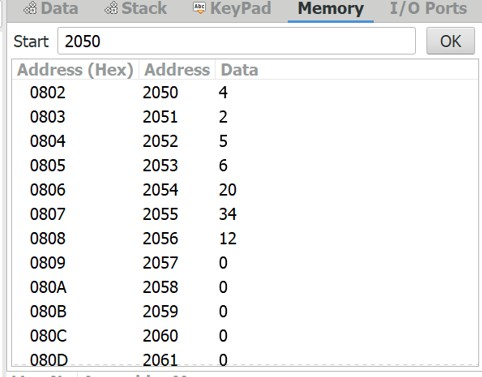 Data Stack KeyPad Memory I/O Ports
Start 2050 OK
Address (Hex) Address Data
0802 2050 4
0803 2051 2
0804 2052 5
0805 2053 6
0806 2054 20
0807 2055 34
0808 2056 12
0809 2057 0
080A 2058 0
080B 2059 0
080C 2060 0
080D 2061 0